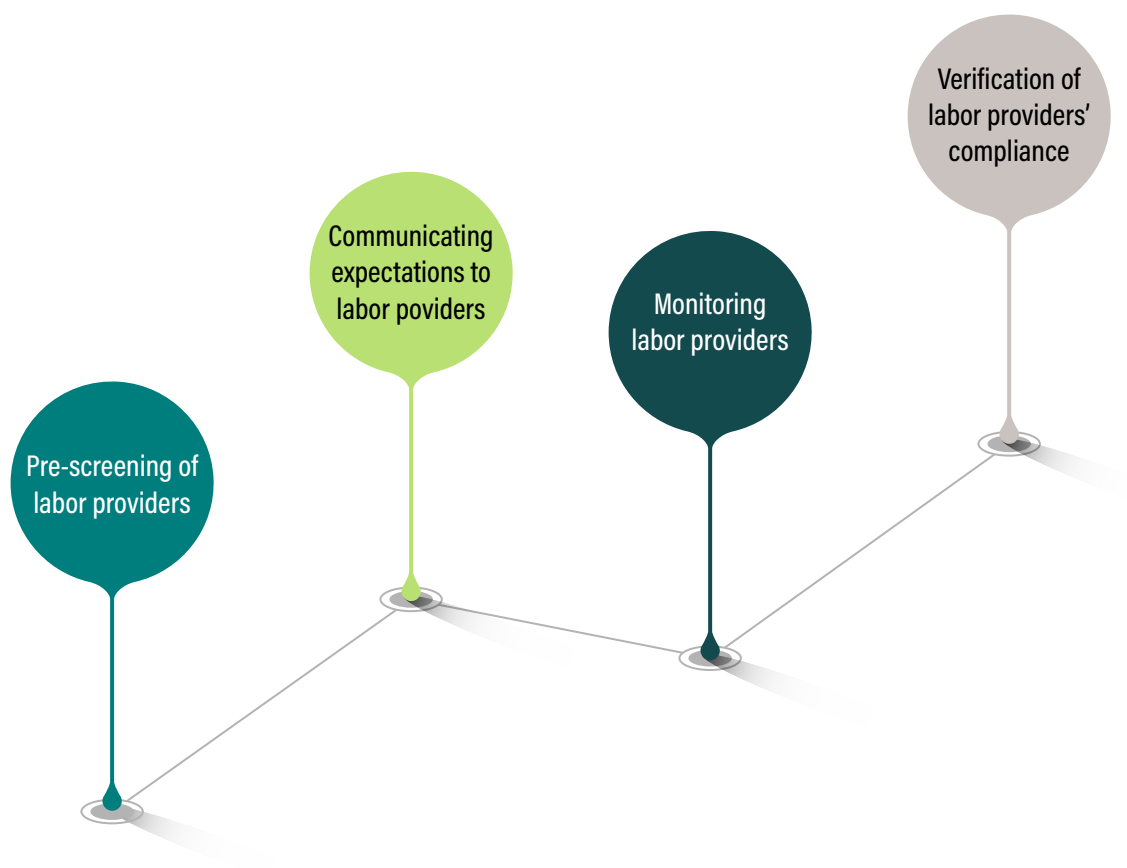 Pre-screening of
labor providers
Communicating
expectations to
labor poviders
Monitoring
labor providers
Verification of
labor providers’
compliance